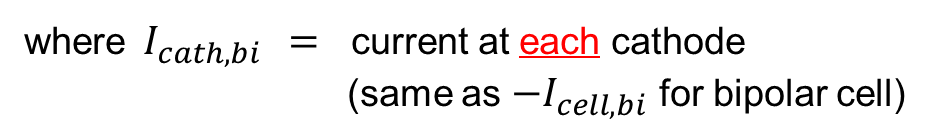 where I_{cath,bi} = current at each cathode
(same as −I_{cell,bi} for bipolar cell)